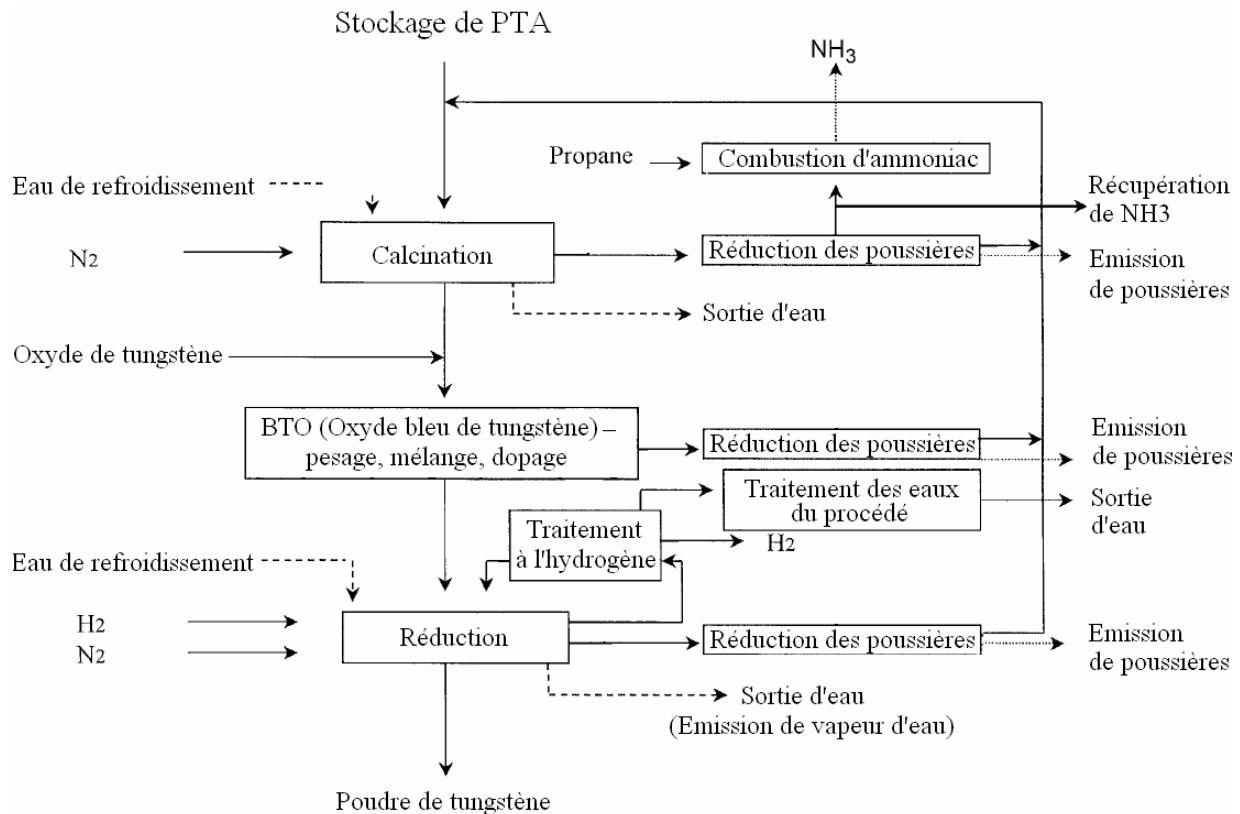 Stockage de PTA
NH3
Propane
Combustion d'ammoniac
Eau de refroidissement
Récupération
de NH3
N2
Calcination
Réduction des poussières
Emission
de poussières
Sortie d'eau
Oxyde de tungstène
BTO (Oxyde bleu de tungstène) –
pesage, mélange, dopage
Réduction des poussières
Emission
de poussières
Traitement des eaux
du procédé
Sortie
d'eau
Traitement
à l'hydrogène
H2
Eau de refroidissement
H2
N2
Réduction
Réduction des poussières
Emission
de poussières
Sortie d'eau
(Emission de vapeur d'eau)
Poudre de tungstène